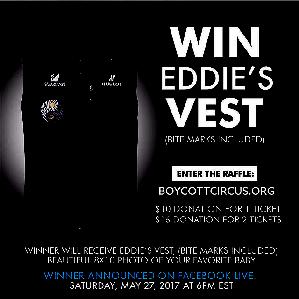 WIN
EDDIE'S
VEST
(BITE MARKS INCLUDED)
ENTER THE RAFFLE:
BOYCOTTCIRCUS.ORG
$10 DONATION FOR 1 TICKET
$15 DONATION FOR 2 TICKETS
WINNER WILL RECEIVE EDDIE'S VEST, (BITE MARKS INCLUDED)
BEAUTIFUL 8X10 PHOTO OF YOUR FAVORITE BABY
WINNER ANNOUNCED ON FACEBOOK LIVE:
SATURDAY, MAY 27, 2017 AT 6PM EST